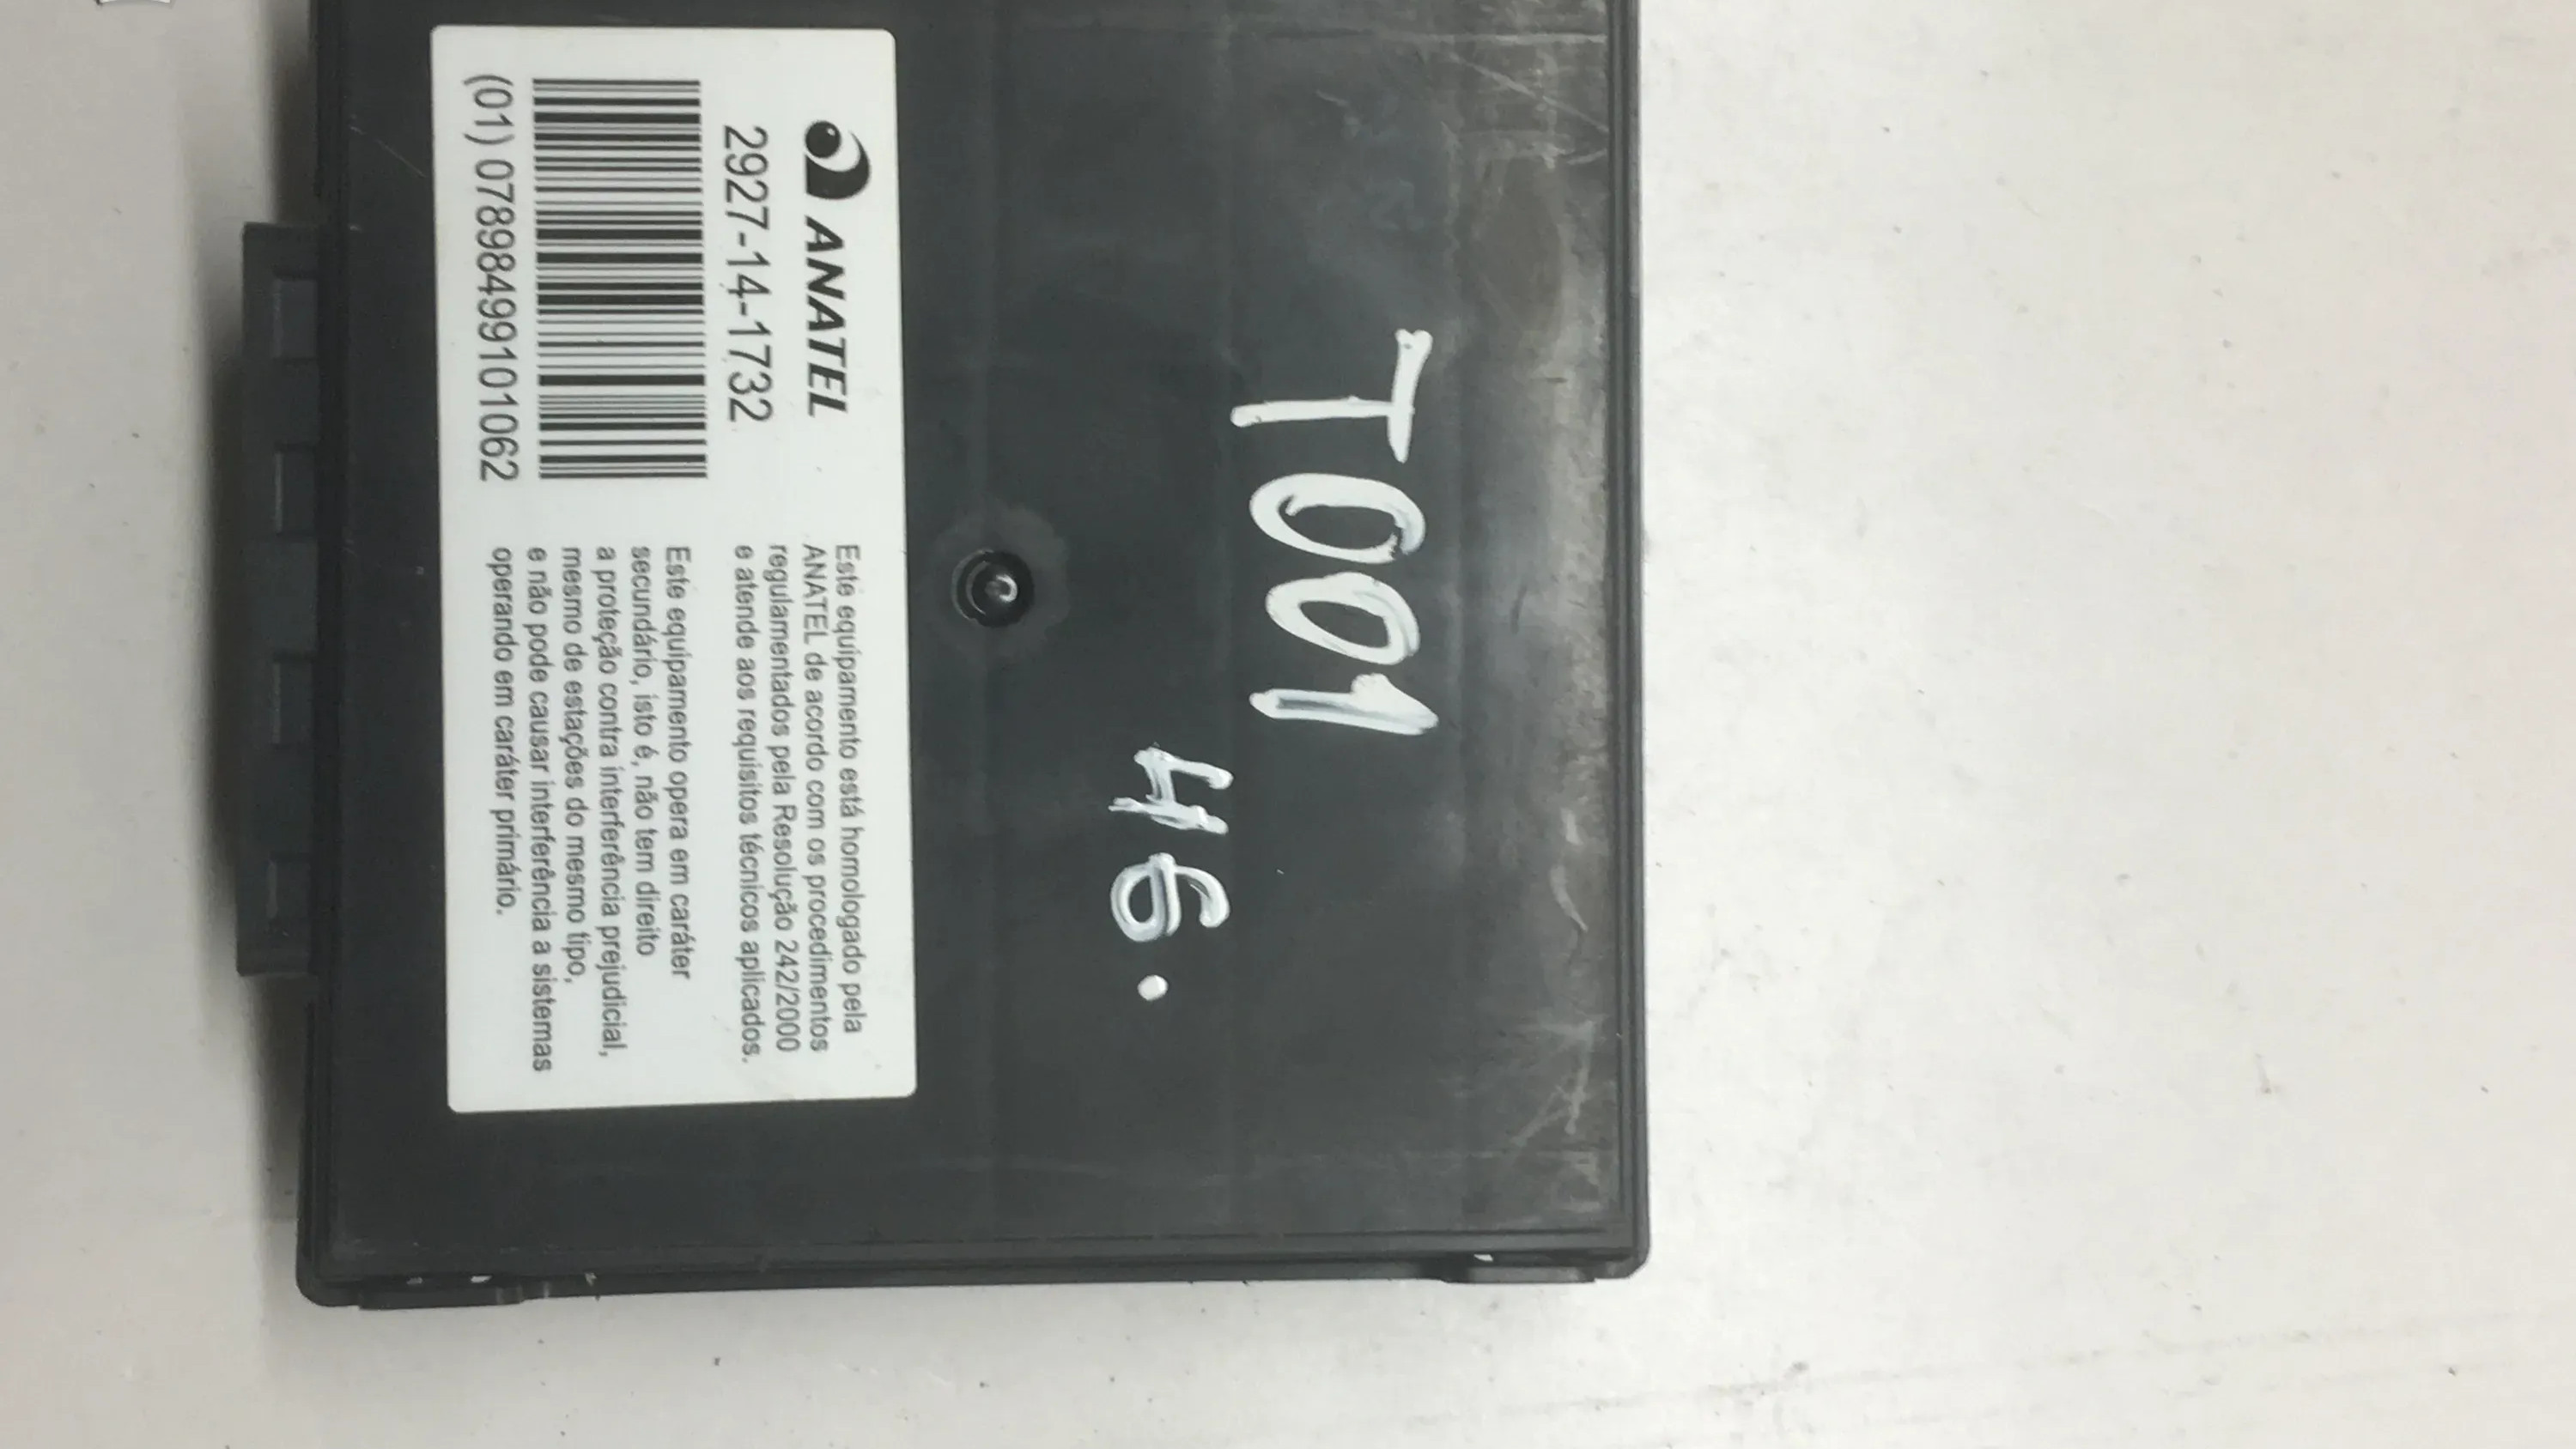 ANATEL
2927-14-1732
(01) 07898499101062
Este equipamento está homologado pela
ANATEL de acordo com os procedimentos
regulamentados pela Resolução 242/2000
e atende aos requisitos técnicos aplicados.
Este equipamento opera em caráter
secundário, isto é, não tem direito
a proteção contra interferência prejudicial,
mesmo de estações do mesmo tipo,
e não pode causar interferência a sistemas
operando em caráter primário.
T001
46.